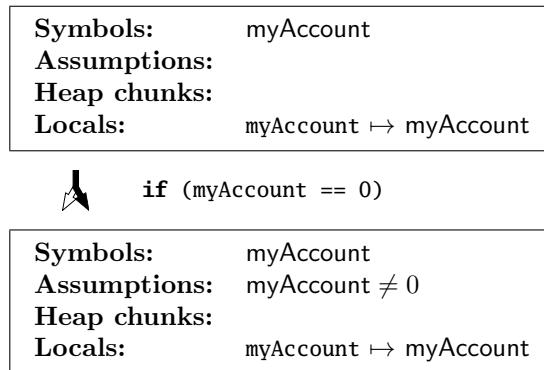 Symbols: myAccount
Assumptions:
Heap chunks:
Locals: myAccount ↦ myAccount
if (myAccount == 0)
Symbols: myAccount
Assumptions: myAccount ≠ 0
Heap chunks:
Locals: myAccount ↦ myAccount